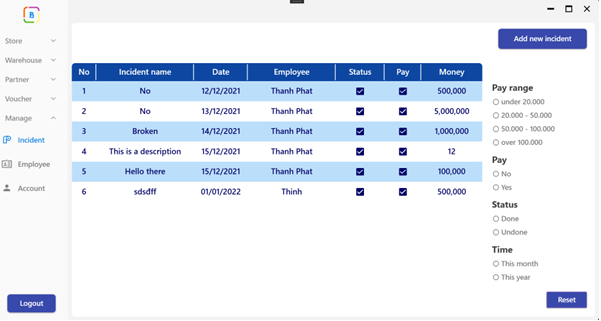 B
Store
Warehouse
Partner
Voucher
Manage
Incident
Employee
Account
Logout
Add new incident
No Incident name Date Employee Status Pay Money
1 No 12/12/2021 Thanh Phat 500,000
2 No 13/12/2021 Thanh Phat 5,000,000
3 Broken 14/12/2021 Thanh Phat 1,000,000
4 This is a description 15/12/2021 Thanh Phat 12
5 Hello there 15/12/2021 Thanh Phat 100,000
6 sdsđff 01/01/2022 Thinh 500,000
Pay range
under 20.000
20.000 - 50.000
50.000 - 100.000
over 100.000
Pay
No
Yes
Status
Done
Undone
Time
This month
This year
Reset